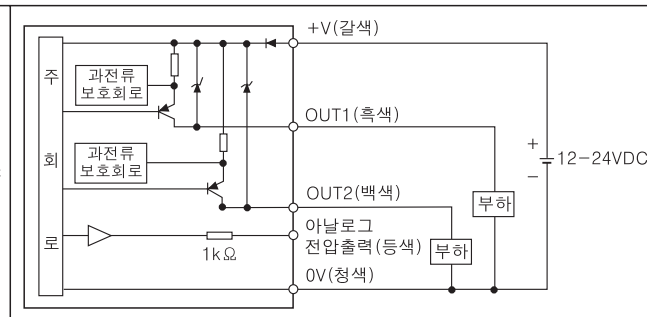 +V(갈색)
주
회
로
과전류
보호회로
OUT1(흑색)
과전류
보호회로
+
−
12−24VDC
부하
OUT2(백색)
아날로그
전압출력(등색)
부하
1kΩ
0V(청색)